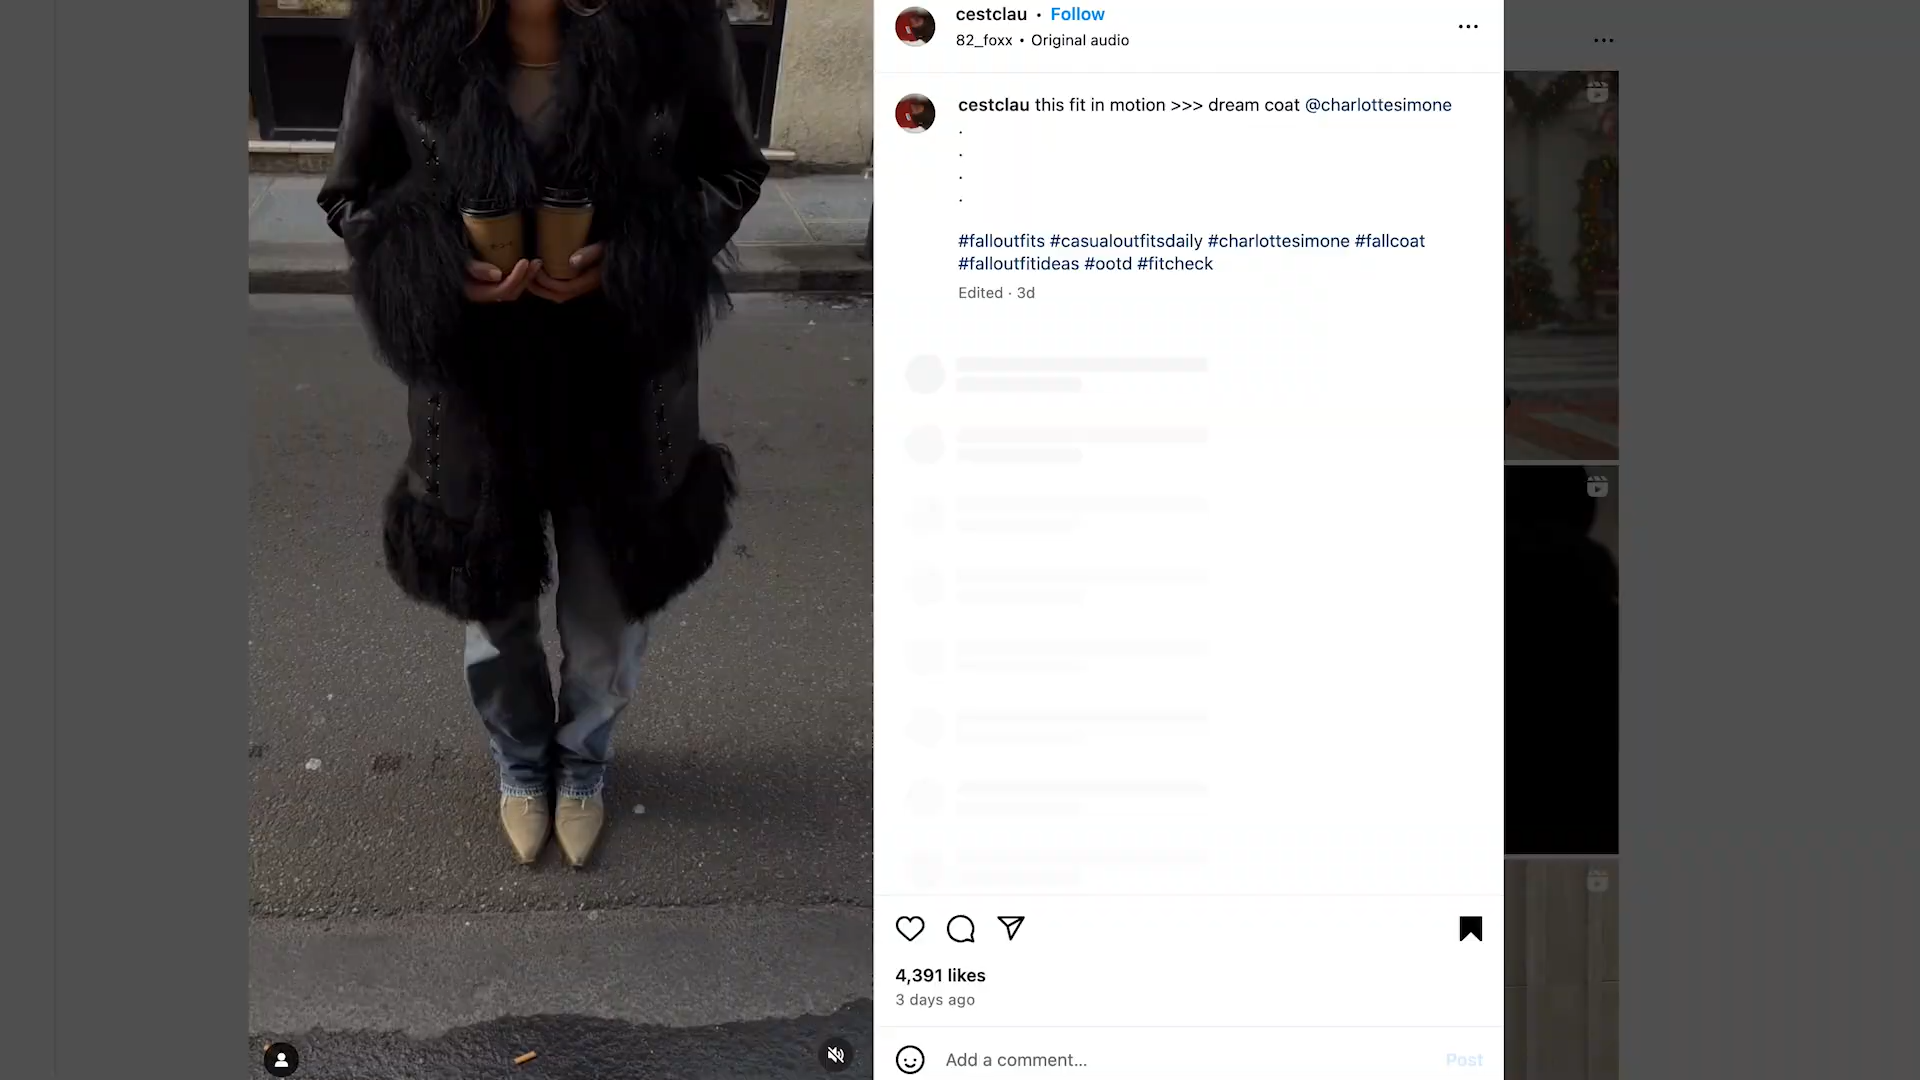 cestclau • Follow
82_foxx • Original audio
cestclau this fit in motion >>> dream coat @charlottesimone
.
.
.
.
#falloutfits #casualoutfitsdaily #charlottesimone #fallcoat
#falloutfitideas #ootd #fitcheck
Edited · 3d
4,391 likes
3 days ago
Add a comment...
Post